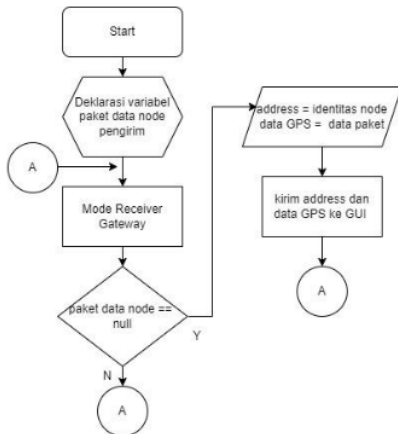 Start
Deklarasi variabel
paket data node
pengirim
A
Mode Receiver
Gateway
paket data node ==
null
Y
N
A
address = identitas node
data GPS = data paket
kirim address dan
data GPS ke GUI
A